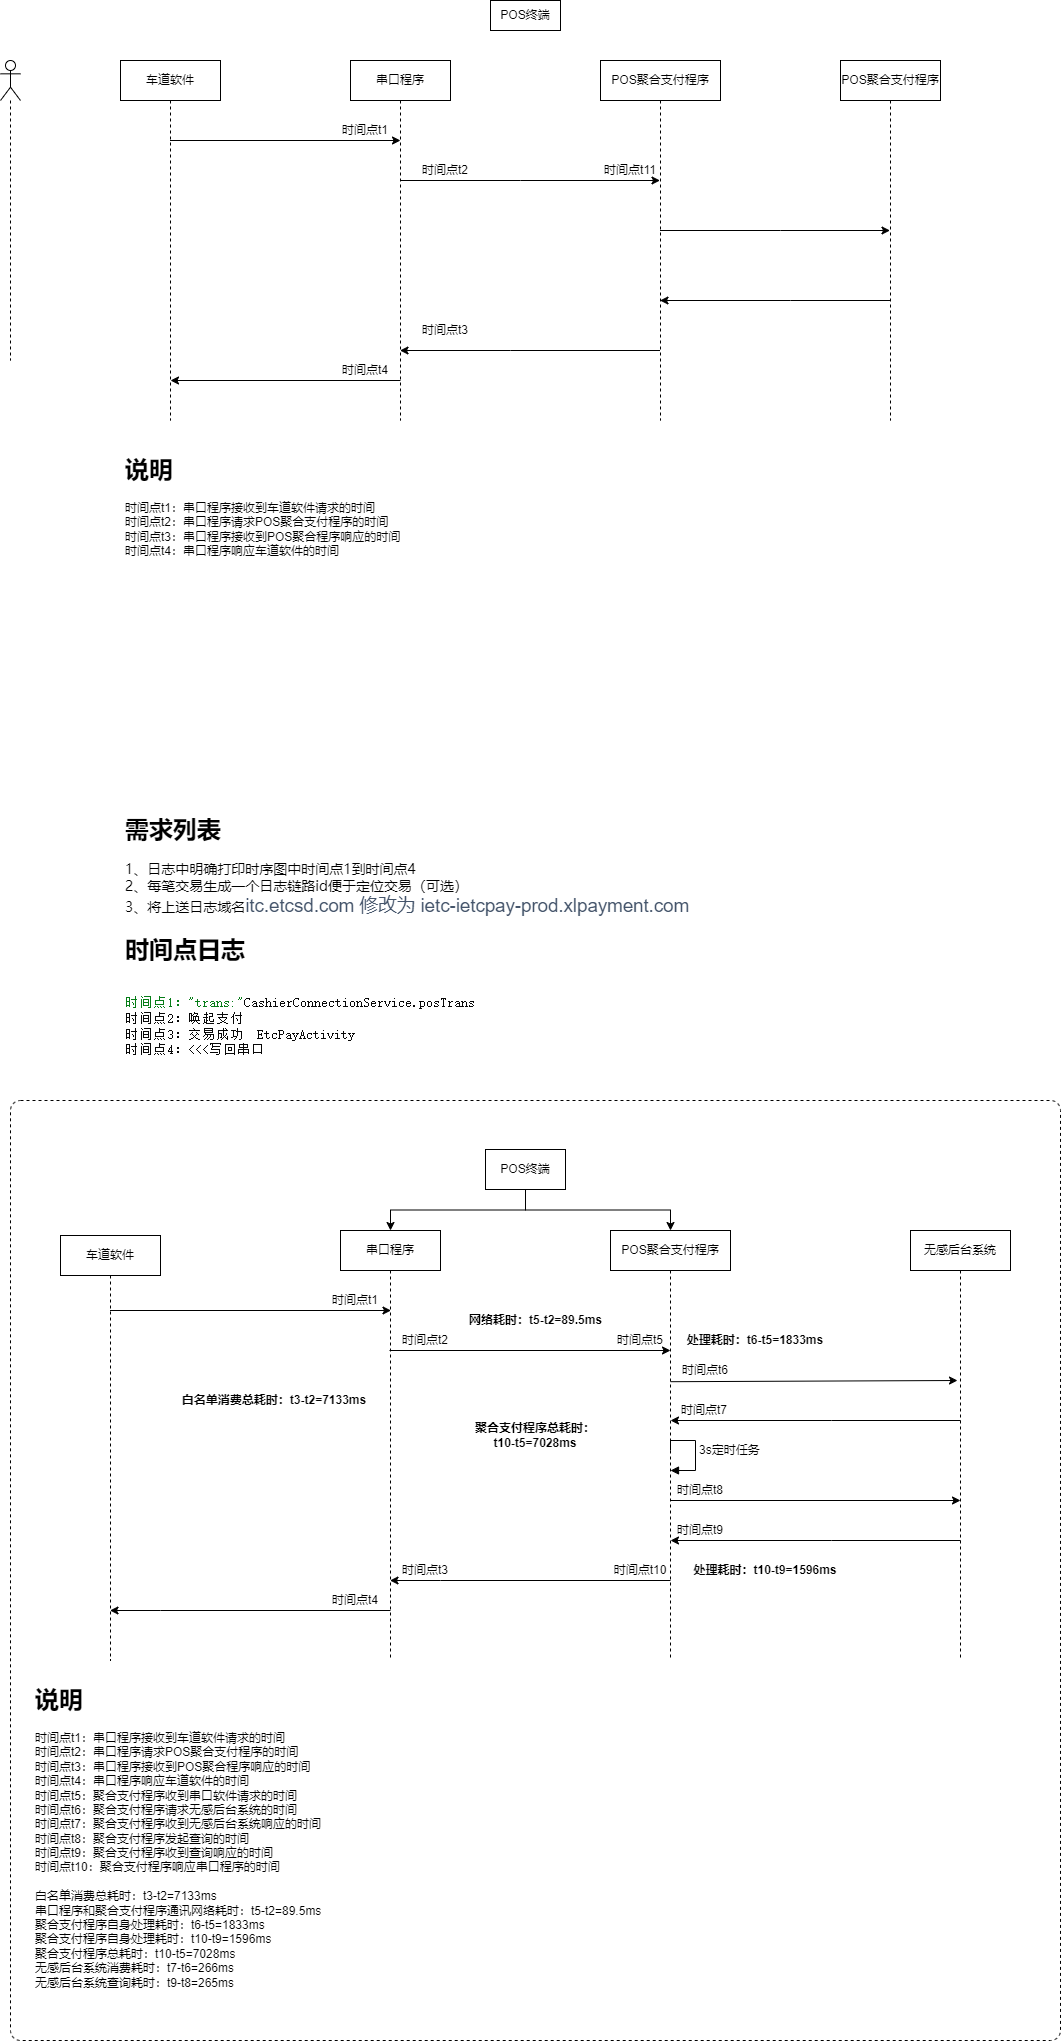 POS终端
车道软件
串口程序
POS聚合支付程序
POS聚合支付程序
时间点t1
时间点t2
时间点t11
时间点t3
时间点t4
说明
时间点t1：串口程序接收到车道软件请求的时间
时间点t2：串口程序请求POS聚合支付程序的时间
时间点t3：串口程序接收到POS聚合程序响应的时间
时间点t4：串口程序响应车道软件的时间
需求列表
1、日志中明确打印时序图中时间点1到时间点4
2、每笔交易生成一个日志链路id便于定位交易（可选）
3、将上送日志域名itc.etcsd.com 修改为 ietc-ietcpay-prod.xlpayment.com
时间点日志
时间点1："trans:"CashierConnectionService.posTrans
时间点2：唤起支付
时间点3：交易成功 EtcPayActivity
时间点4：<<<写回串口
POS终端
车道软件
串口程序
POS聚合支付程序
无感后台系统
时间点t1
网络耗时：t5-t2=89.5ms
时间点t2
时间点t5
处理耗时：t6-t5=1833ms
时间点t6
白名单消费总耗时：t3-t2=7133ms
时间点t7
聚合支付程序总耗时：
t10-t5=7028ms
3s定时任务
时间点t8
时间点t9
时间点t3
时间点t10
处理耗时：t10-t9=1596ms
时间点t4
说明
时间点t1：串口程序接收到车道软件请求的时间
时间点t2：串口程序请求POS聚合支付程序的时间
时间点t3：串口程序接收到POS聚合程序响应的时间
时间点t4：串口程序响应车道软件的时间
时间点t5：聚合支付程序收到串口软件请求的时间
时间点t6：聚合支付程序请求无感后台系统的时间
时间点t7：聚合支付程序收到无感后台系统响应的时间
时间点t8：聚合支付程序发起查询的时间
时间点t9：聚合支付程序收到查询响应的时间
时间点t10：聚合支付程序响应串口程序的时间
白名单消费总耗时：t3-t2=7133ms
串口程序和聚合支付程序通讯网络耗时：t5-t2=89.5ms
聚合支付程序自身处理耗时：t6-t5=1833ms
聚合支付程序自身处理耗时：t10-t9=1596ms
聚合支付程序总耗时：t10-t5=7028ms
无感后台系统消费耗时：t7-t6=266ms
无感后台系统查询耗时：t9-t8=265ms